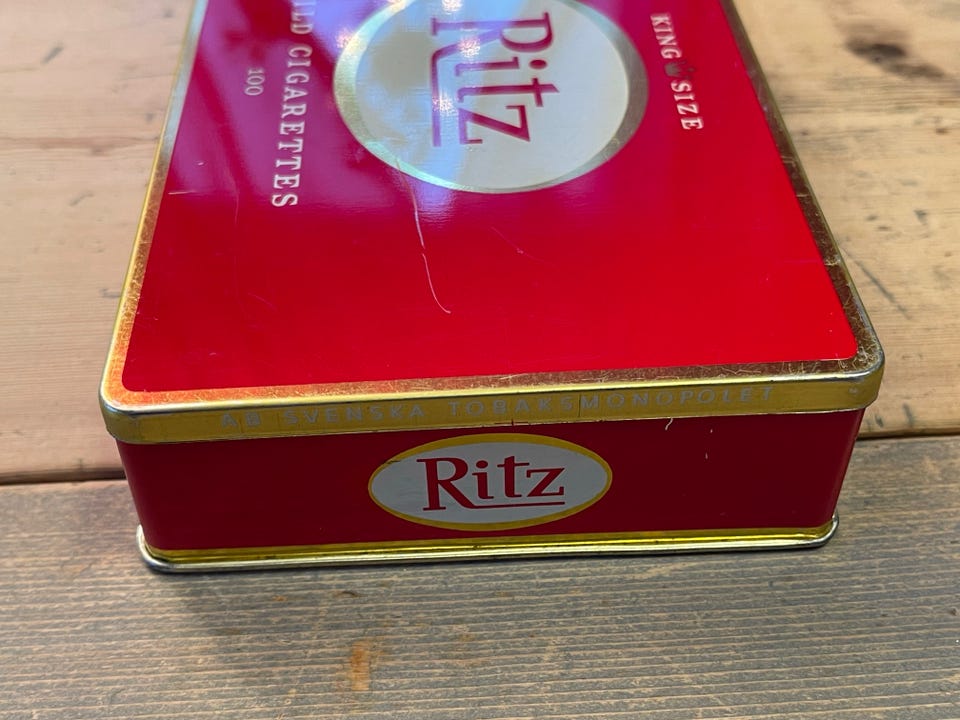 KING SIZE
Ritz
CIGARETTES
100
AB SVENSKA TOBAKSMONOPOLET
Ritz